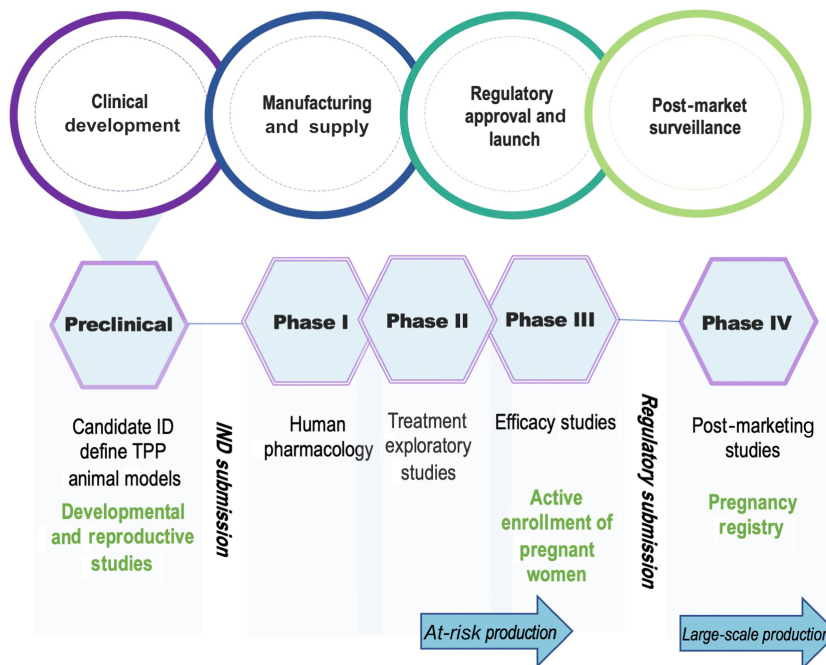 Clinical
development
Manufacturing
and supply
Regulatory
approval and
launch
Post-market
surveillance
Preclinical
Phase I
Phase II
Phase III
Phase IV
Candidate ID
define TPP
animal models
Developmental
and reproductive
studies
IND submission
Human
pharmacology
Treatment
exploratory
studies
Efficacy studies
Active
enrollment of
pregnant
women
Regulatory submission
Post-marketing
studies
Pregnancy
registry
At-risk production
Large-scale production